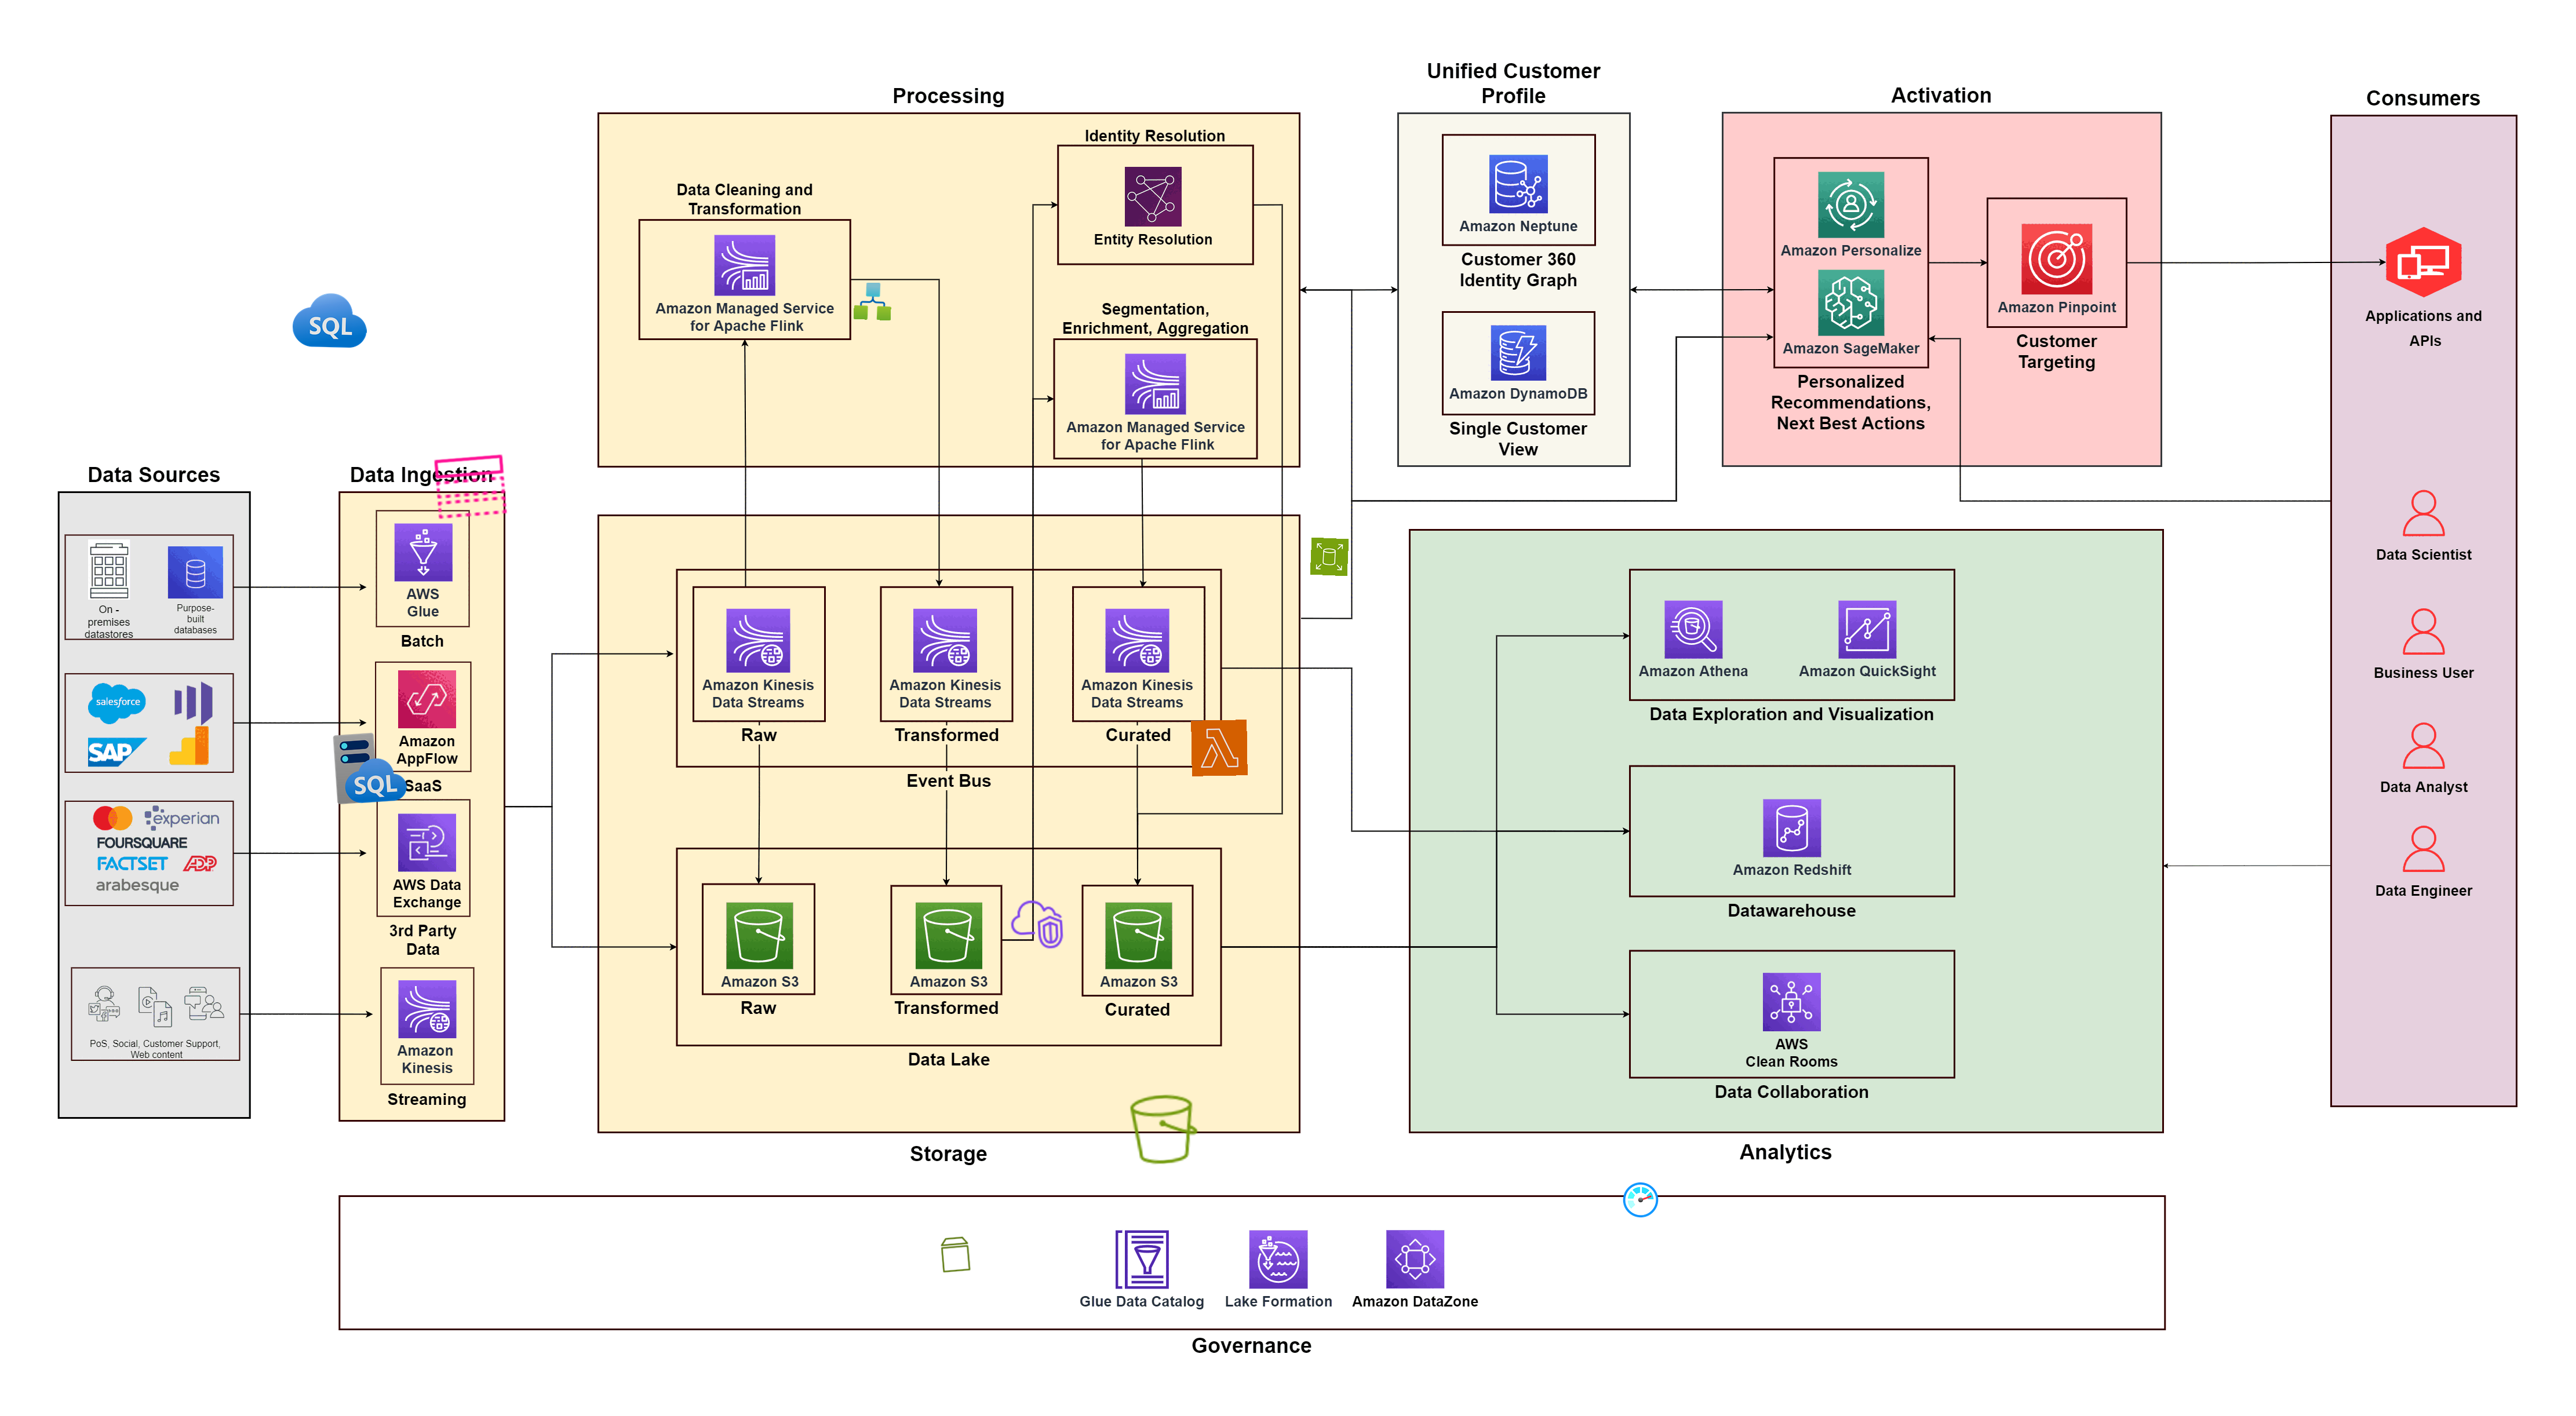 Data Sources
On -
premises
datastores
Purpose-
built
databases
salesforce
SAP
experian
FOURSQUARE
FACTSET
ADP
arabesque
PoS, Social, Customer Support,
Web content
SQL
Data Ingestion
AWS
Glue
Batch
Amazon
AppFlow
SaaS
SQL
AWS Data
Exchange
3rd Party
Data
Amazon
Kinesis
Streaming
Processing
Data Cleaning and
Transformation
Amazon Managed Service
for Apache Flink
Identity Resolution
Entity Resolution
Segmentation,
Enrichment, Aggregation
Amazon Managed Service
for Apache Flink
Amazon Kinesis
Data Streams
Raw
Amazon Kinesis
Data Streams
Transformed
Amazon Kinesis
Data Streams
Curated
Event Bus
Amazon S3
Raw
Amazon S3
Transformed
Amazon S3
Curated
Data Lake
Storage
Unified Customer
Profile
Amazon Neptune
Customer 360
Identity Graph
Amazon DynamoDB
Single Customer
View
Activation
Amazon Personalize
Amazon SageMaker
Personalized
Recommendations,
Next Best Actions
Amazon Pinpoint
Customer
Targeting
Amazon Athena
Amazon QuickSight
Data Exploration and Visualization
Amazon Redshift
Datawarehouse
AWS
Clean Rooms
Data Collaboration
Analytics
Consumers
Applications and
APIs
Data Scientist
Business User
Data Analyst
Data Engineer
Glue Data Catalog
Lake Formation
Amazon DataZone
Governance